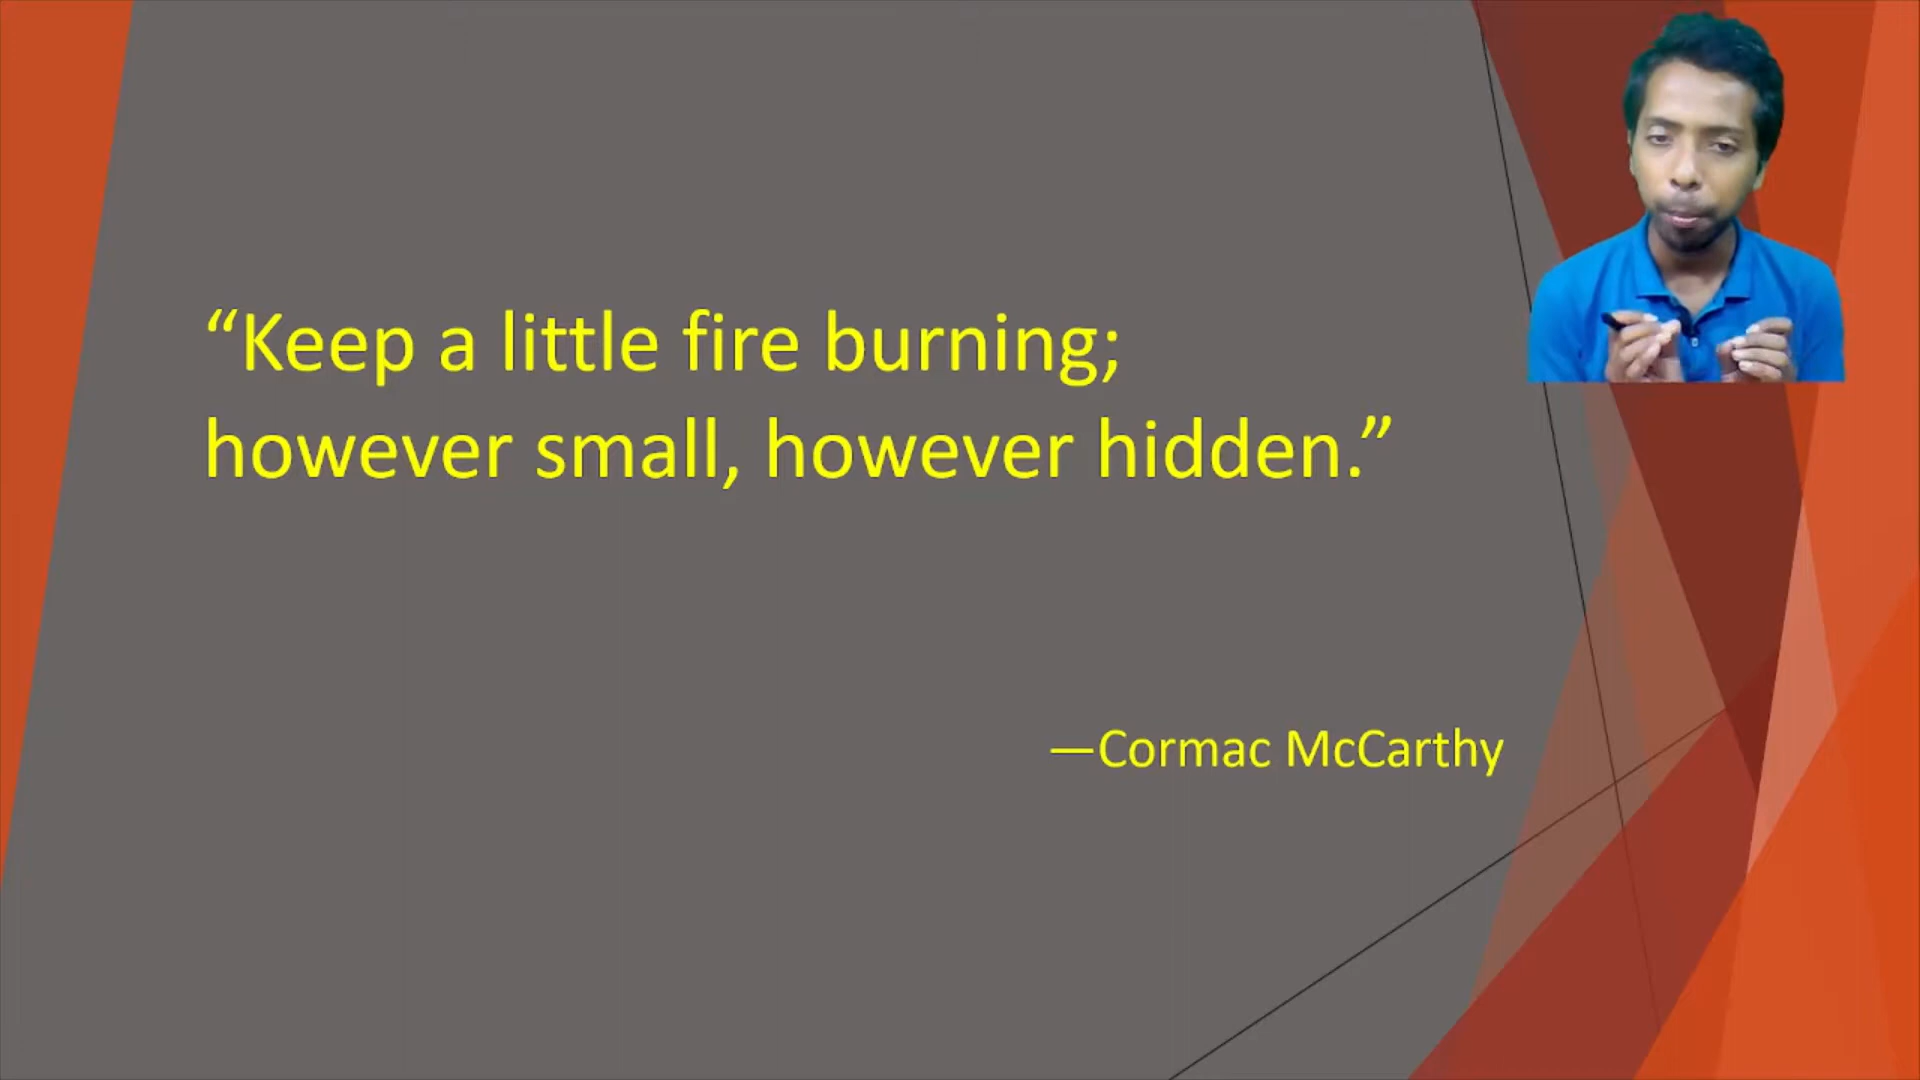 “Keep a little fire burning;
however small, however hidden.”
—Cormac McCarthy